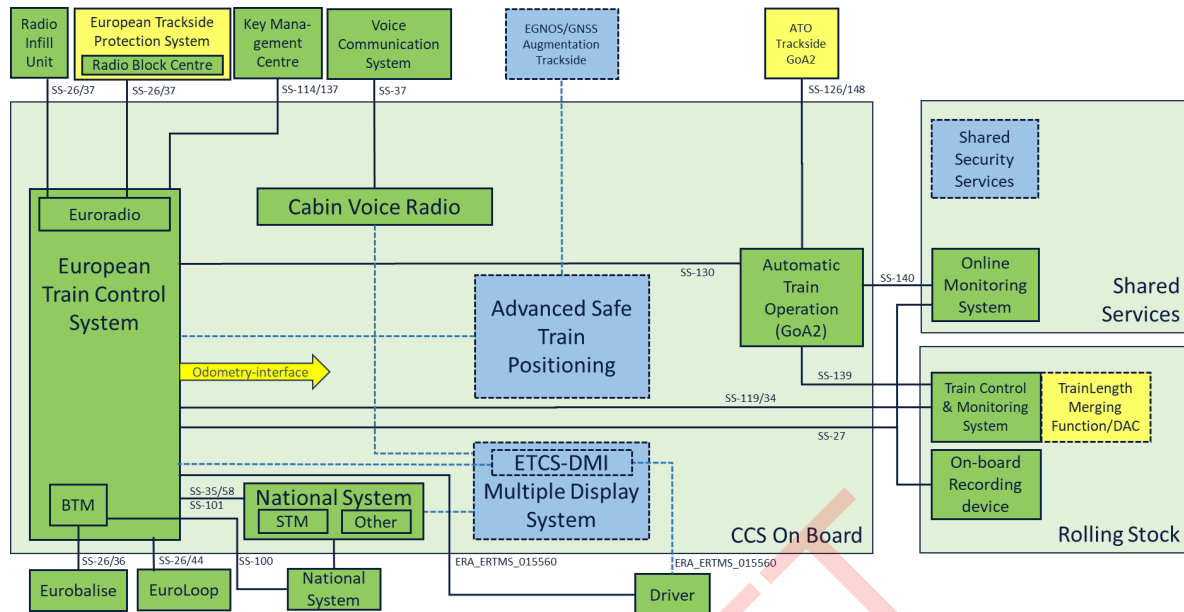 Radio
Infill
Unit
European Trackside
Protection System
Radio Block Centre
Key Mana-
gement
Centre
Voice
Communication
System
EGNOS/GNSS
Augmentation
Trackside
ATO
Trackside
GoA2
SS-26/37
SS-26/37
SS-114/137
SS-37
SS-126/148
Shared
Security
Services
Euroradio
Cabin Voice Radio
European
Train Control
System
SS-130
Automatic
Train
Operation
(GoA2)
SS-140
Online
Monitoring
System
Shared
Services
Advanced Safe
Train
Positioning
Odometry-interface
SS-139
SS-119/34
Train Control
& Monitoring
System
TrainLength
Merging
Function/DAC
SS-27
ETCS-DMI
Multiple Display
System
On-board
Recording
device
BTM
SS-35/58
SS-101
National System
STM
Other
CCS On Board
Rolling Stock
SS-26/36
SS-26/44
SS-100
ERA_ERTMS_015560
ERA_ERTMS_015560
Eurobalise
EuroLoop
National
System
Driver